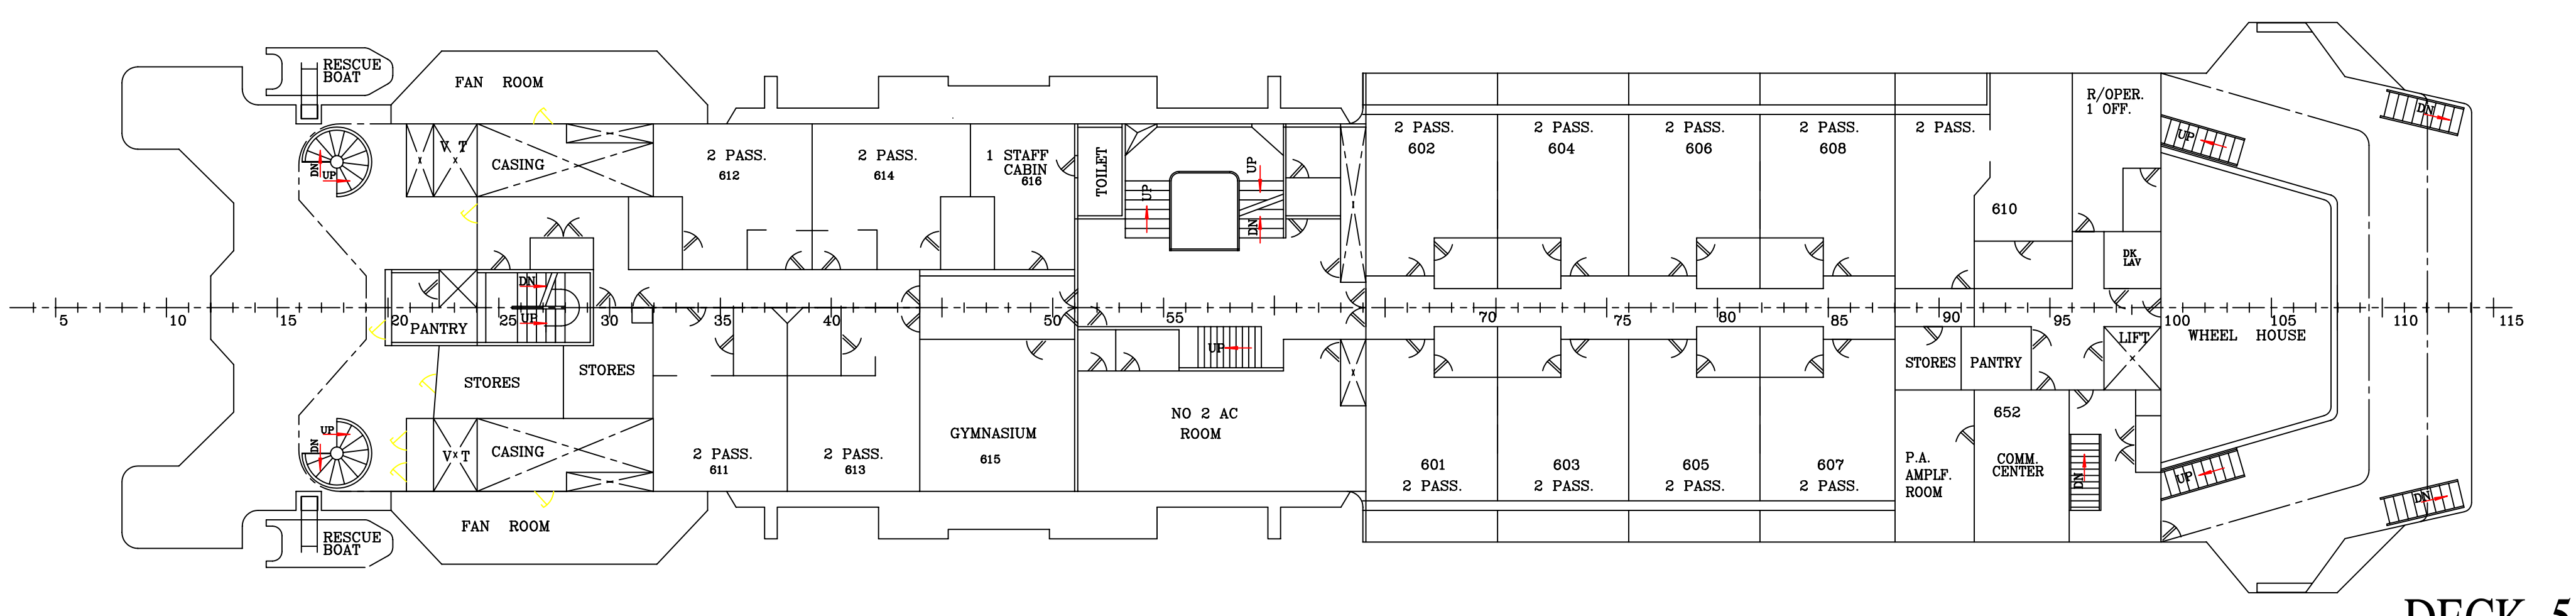 RESCUE
BOAT
FAN ROOM
R/OPER.
1 OFF.
DN
UP
V T
CASING
DN
UP
2 PASS.
612
2 PASS.
614
1 STAFF
CABIN
616
TOILET
UP
UP
DN
2 PASS.
602
2 PASS.
604
2 PASS.
606
2 PASS.
608
2 PASS.
610
DK
LAV
DN
UP
5 10 15 20 25 30 35 40 50 55 70 75 80 85 90 95 100 105 110 115
PANTRY
STORES
STORES
UP
STORES
PANTRY
LIFT
WHEEL HOUSE
UP
DN
V T
CASING
2 PASS.
611
2 PASS.
613
GYMNASIUM
615
NO 2 AC
ROOM
601
2 PASS.
603
2 PASS.
605
2 PASS.
607
2 PASS.
P.A.
AMPLF.
ROOM
652
COMM.
CENTER
DN
UP
DN
FAN ROOM
RESCUE
BOAT
DECK 5